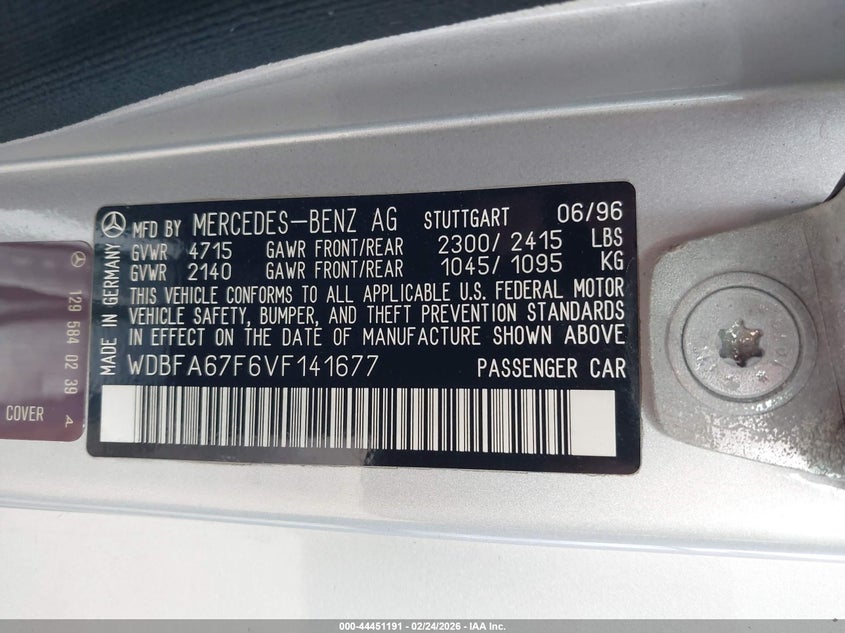 MADE IN GERMANY
MFD BY MERCEDES-BENZ AG STUTTGART 06/96
GVWR 4715 GAWR FRONT/REAR 2300/2415 LBS
GVWR 2140 GAWR FRONT/REAR 1045/1095 KG
THIS VEHICLE CONFORMS TO ALL APPLICABLE U.S. FEDERAL MOTOR
VEHICLE SAFETY, BUMPER, AND THEFT PREVENTION STANDARDS
IN EFFECT ON THE DATE OF MANUFACTURE SHOWN ABOVE
WDBFA67F6VF141677 PASSENGER CAR
129 584 02 39 A
COVER
000-44451191 - 02/24/2026 - IAA Inc.